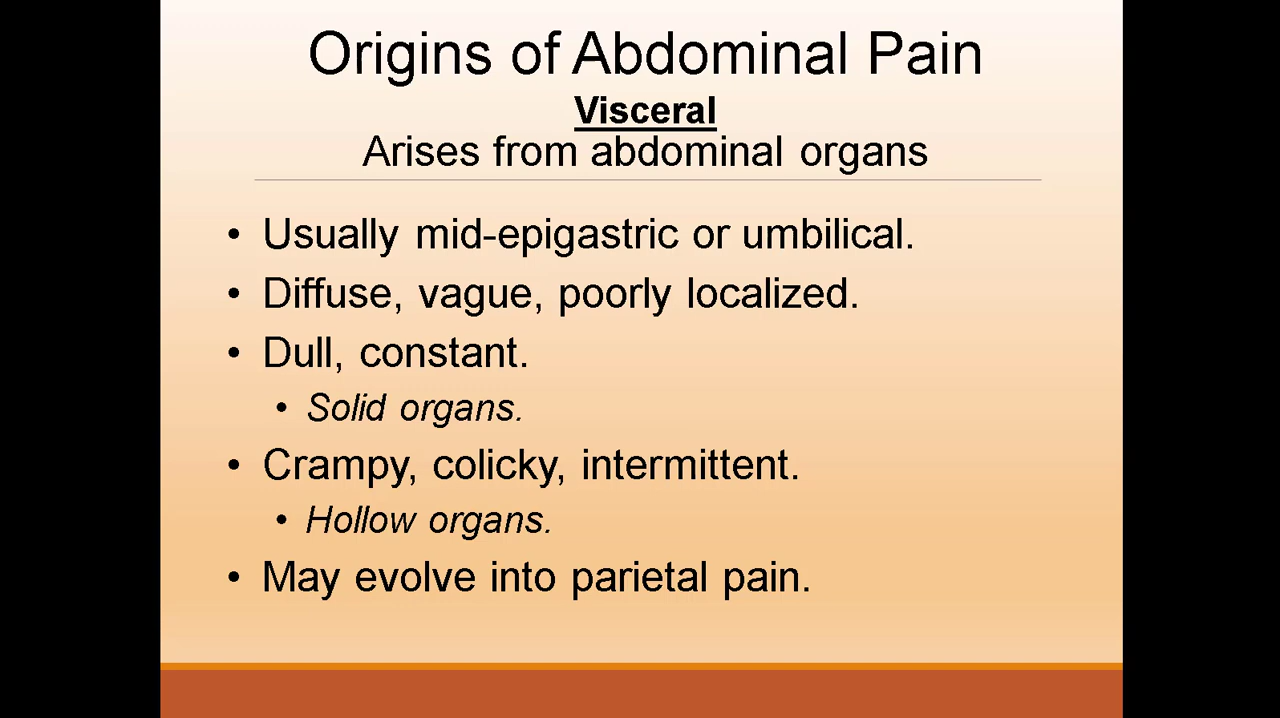 Origins of Abdominal Pain
Visceral
Arises from abdominal organs
• Usually mid-epigastric or umbilical.
• Diffuse, vague, poorly localized.
• Dull, constant.
• Solid organs.
• Crampy, colicky, intermittent.
• Hollow organs.
• May evolve into parietal pain.